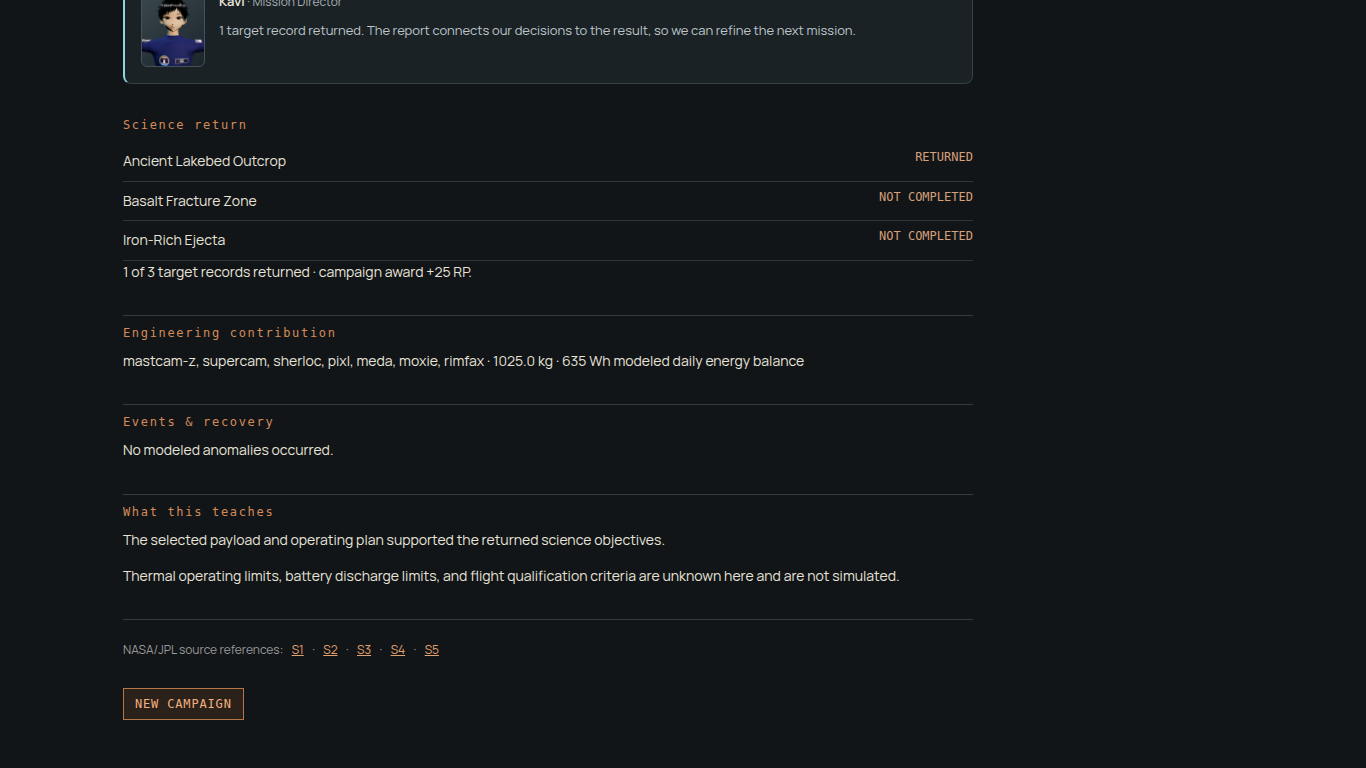 Kavi · Mission Director
1 target record returned. The report connects our decisions to the result, so we can refine the next mission.
Science return
Ancient Lakebed Outcrop
RETURNED
Basalt Fracture Zone
NOT COMPLETED
Iron-Rich Ejecta
NOT COMPLETED
1 of 3 target records returned · campaign award +25 RP.
Engineering contribution
mastcam-z, supercam, sherloc, pixl, meda, moxie, rimfax · 1025.0 kg · 635 Wh modeled daily energy balance
Events & recovery
No modeled anomalies occurred.
What this teaches
The selected payload and operating plan supported the returned science objectives.
Thermal operating limits, battery discharge limits, and flight qualification criteria are unknown here and are not simulated.
NASA/JPL source references: S1 · S2 · S3 · S4 · S5
NEW CAMPAIGN